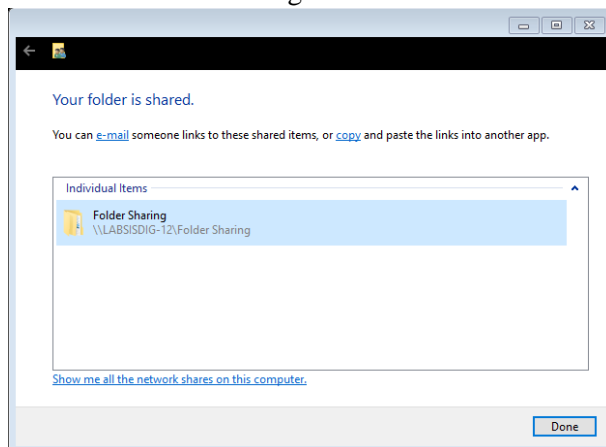 Your folder is shared.
You can e-mail someone links to these shared items, or copy and paste the links into another app.
Individual Items
Folder Sharing
\\LABSISDIG-12\Folder Sharing
Show me all the network shares on this computer.
Done